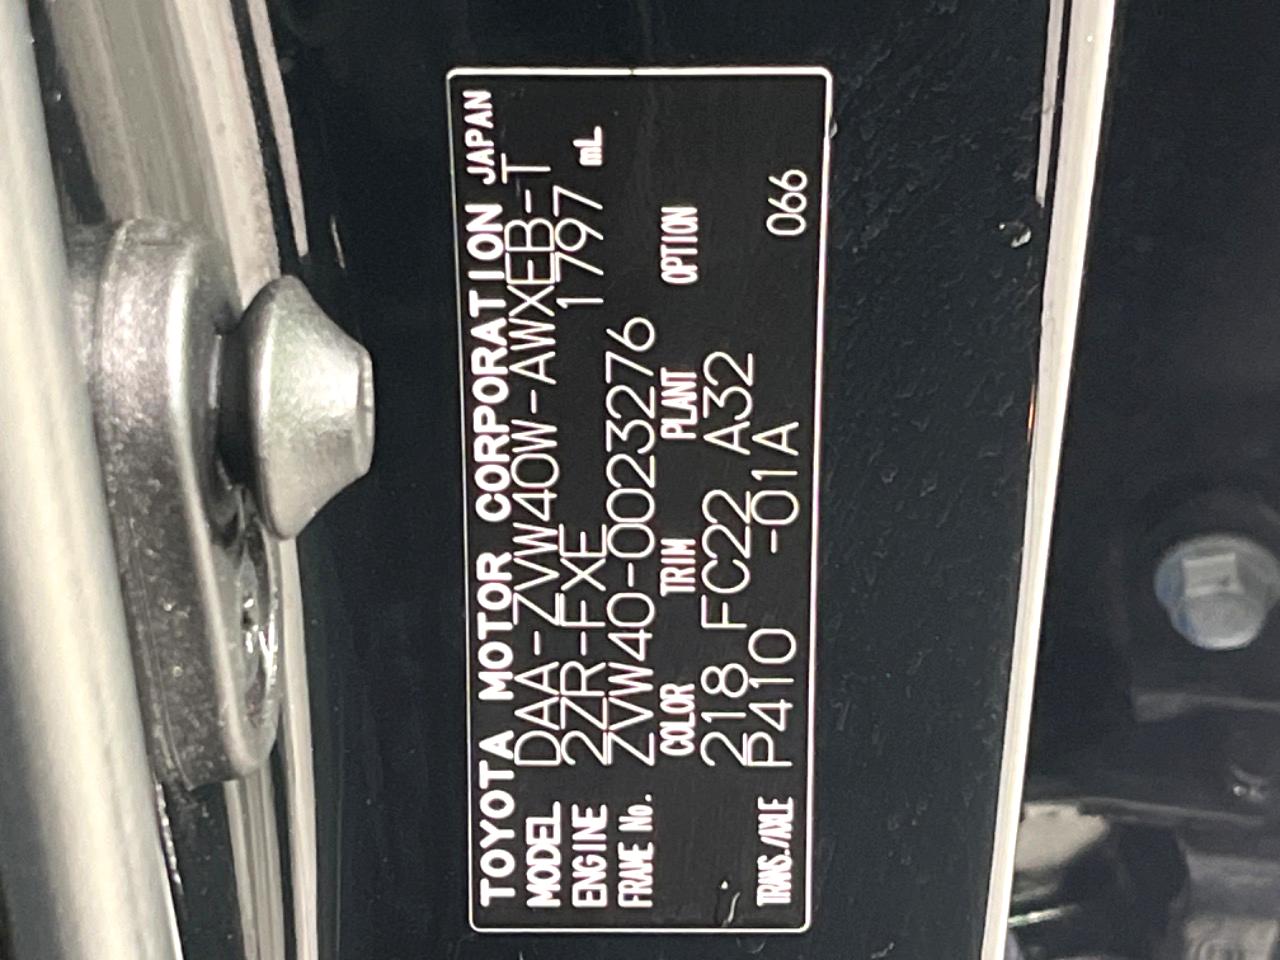 TOYOTA MOTOR CORPORATION JAPAN
MODEL DAA-ZVW40W-AWXEB-T
ENGINE 2ZR-FXE 1797 mL
FRAME No. ZVW40-0023276
COLOR TRIM PLANT OPTION
218 FC22 A32
TRANS./AXLE P410 -01A 066